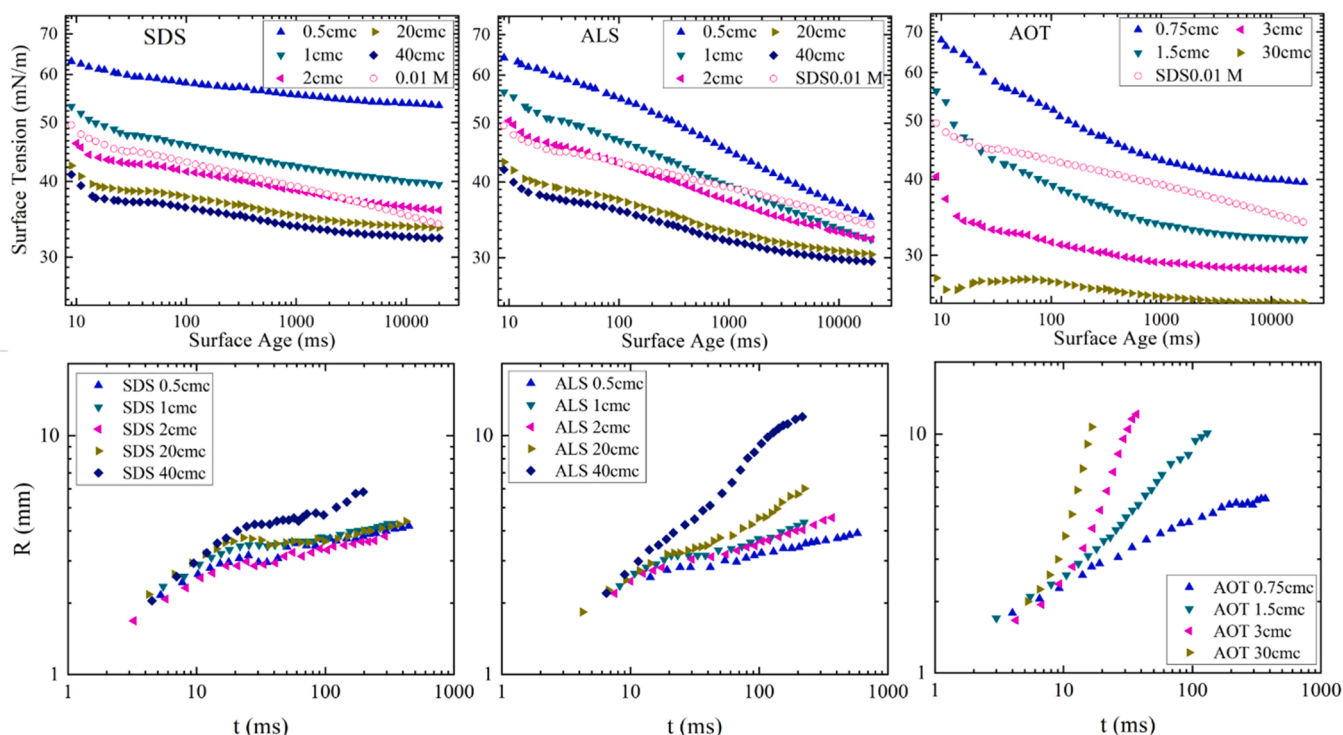 SDS
0.5cmc 20cmc
1cmc 40cmc
2cmc 0.01 M
70
60
50
40
30
Surface Tension (mN/m)
10 100 1000 10000
Surface Age (ms)
ALS
0.5cmc 20cmc
1cmc 40cmc
2cmc SDS0.01 M
70
60
50
40
30
10 100 1000 10000
Surface Age (ms)
AOT
0.75cmc 3cmc
1.5cmc 30cmc
SDS0.01 M
70
60
50
40
30
10 100 1000 10000
Surface Age (ms)
SDS 0.5cmc
SDS 1cmc
SDS 2cmc
SDS 20cmc
SDS 40cmc
10
1
R (mm)
1 10 100 1000
t (ms)
ALS 0.5cmc
ALS 1cmc
ALS 2cmc
ALS 20cmc
ALS 40cmc
10
1
1 10 100 1000
t (ms)
AOT 0.75cmc
AOT 1.5cmc
AOT 3cmc
AOT 30cmc
10
1
1 10 100 1000
t (ms)